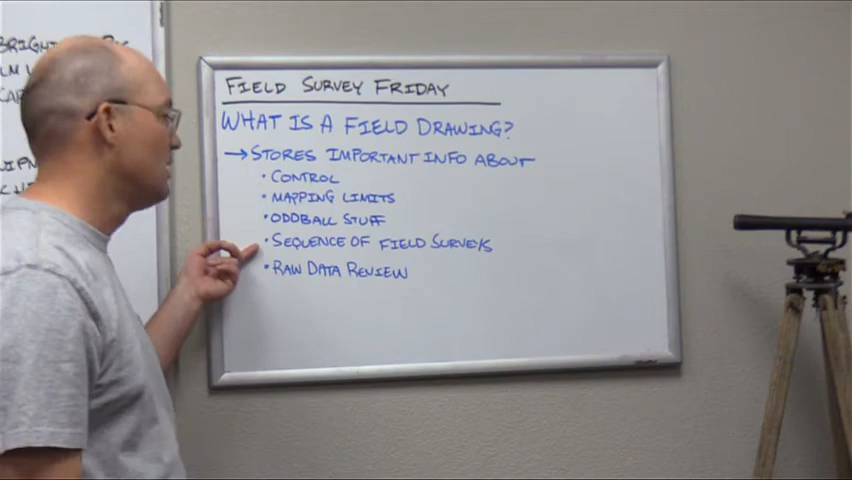 FIELD SURVEY FRIDAY
WHAT IS A FIELD DRAWING?
→ STORES IMPORTANT INFO ABOUT
• CONTROL
• MAPPING LIMITS
• ODDBALL STUFF
• SEQUENCE OF FIELD SURVEYS
• RAW DATA REVIEW